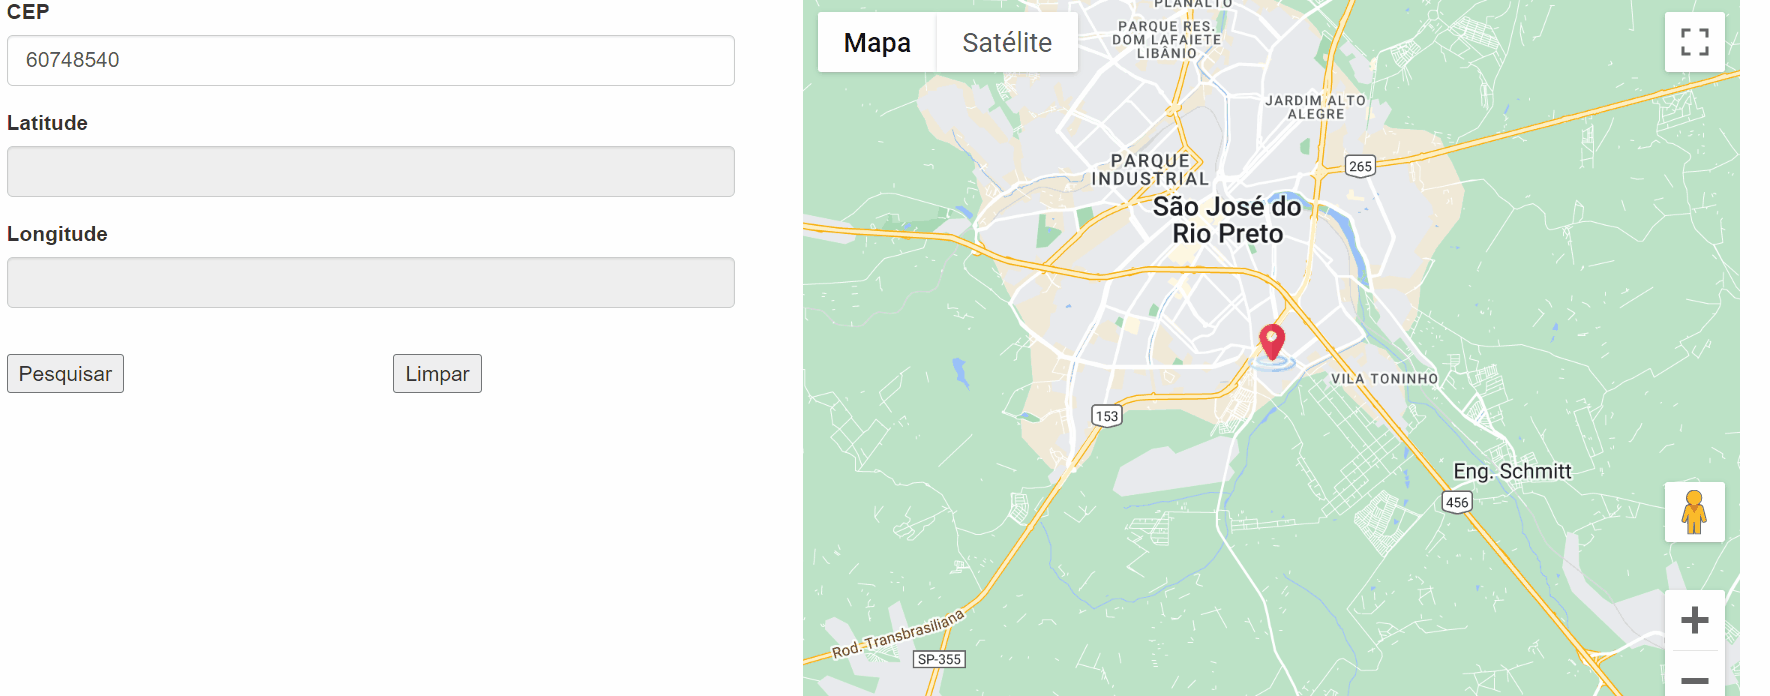 CEP
60748540
Latitude
Longitude
Pesquisar
Limpar
Mapa
Satélite
PLANALTO
PARQUE RES.
DOM LAFAIETE
LIBÂNIO
JARDIM ALTO
ALEGRE
PARQUE
INDUSTRIAL
265
São José do
Rio Preto
VILA TONINHO
153
Eng. Schmitt
456
Rod. Transbrasiliana
SP-355